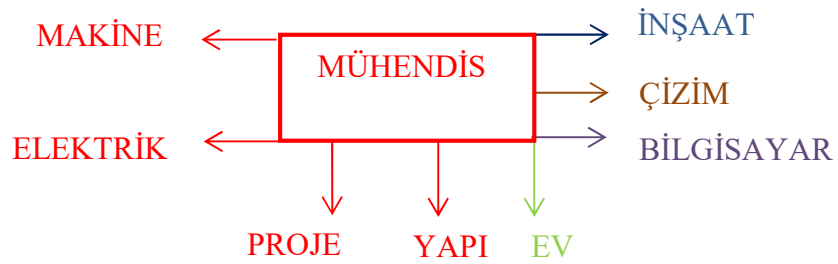 MAKİNE
MÜHENDİS
İNŞAAT
ÇİZİM
ELEKTRİK
BİLGİSAYAR
PROJE
YAPI
EV